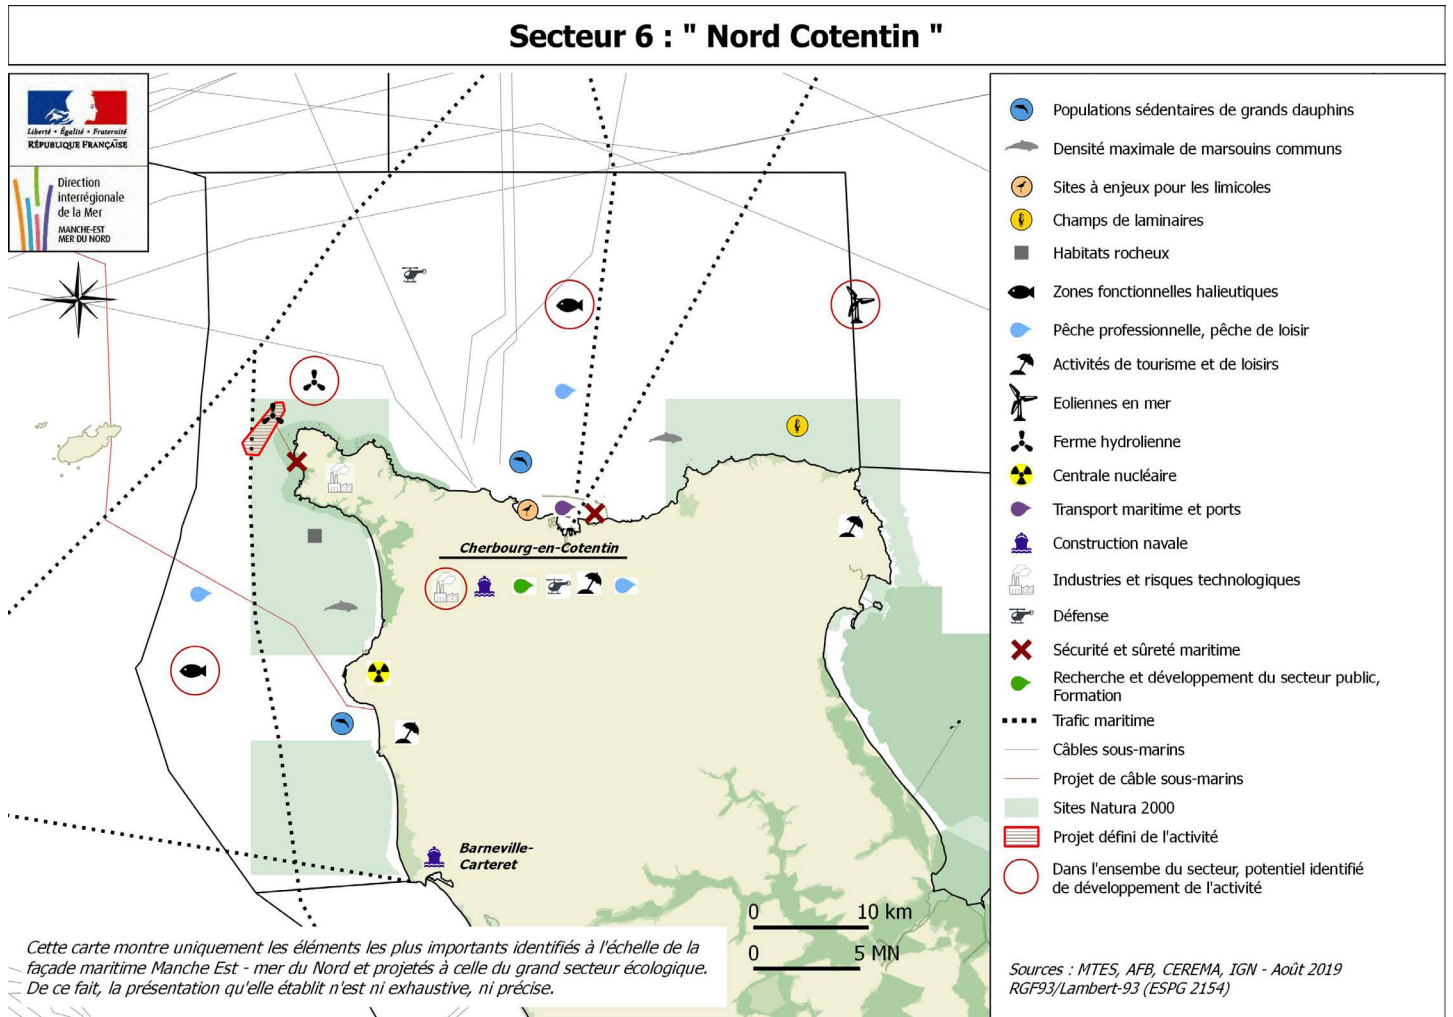 Secteur 6 : " Nord Cotentin "
Liberté • Égalité • Fraternité
RÉPUBLIQUE FRANÇAISE
Direction
interrégionale
de la Mer
MANCHE-EST
MER DU NORD
Cherbourg-en-Cotentin
Barneville-
Carteret
0 10 km
0 5 MN
Cette carte montre uniquement les éléments les plus importants identifiés à l'échelle de la
façade maritime Manche Est - mer du Nord et projetés à celle du grand secteur écologique.
De ce fait, la présentation qu'elle établit n'est ni exhaustive, ni précise.
Populations sédentaires de grands dauphins
Densité maximale de marsouins communs
Sites à enjeux pour les limicoles
Champs de laminaires
Habitats rocheux
Zones fonctionnelles halieutiques
Pêche professionnelle, pêche de loisir
Activités de tourisme et de loisirs
Eoliennes en mer
Ferme hydrolienne
Centrale nucléaire
Transport maritime et ports
Construction navale
Industries et risques technologiques
Défense
Sécurité et sûreté maritime
Recherche et développement du secteur public,
Formation
Trafic maritime
Câbles sous-marins
Projet de câble sous-marins
Sites Natura 2000
Projet défini de l'activité
Dans l'ensemble du secteur, potentiel identifié
de développement de l'activité
Sources : MTES, AFB, CEREMA, IGN - Août 2019
RGF93/Lambert-93 (ESPG 2154)